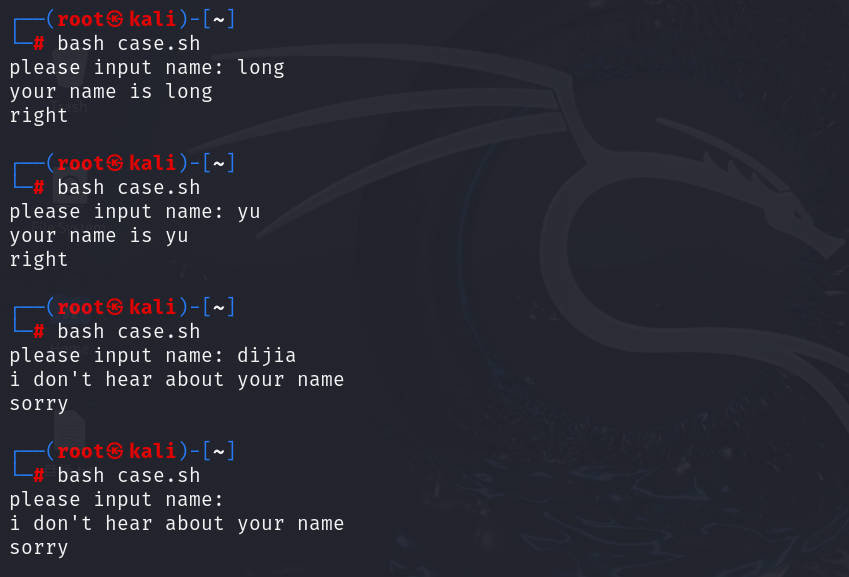 ┌──(root㉿kali)-[~]
└─# bash case.sh
please input name: long
your name is long
right
┌──(root㉿kali)-[~]
└─# bash case.sh
please input name: yu
your name is yu
right
┌──(root㉿kali)-[~]
└─# bash case.sh
please input name: dijia
i don't hear about your name
sorry
┌──(root㉿kali)-[~]
└─# bash case.sh
please input name:
i don't hear about your name
sorry